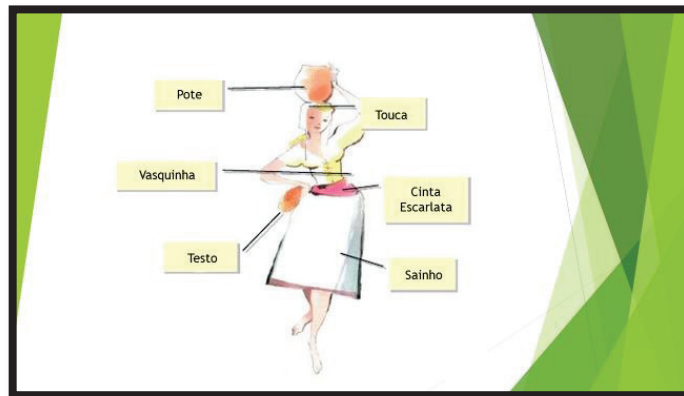 Pote
Touca
Vasquinha
Cinta
Escarlata
Testo
Sainho